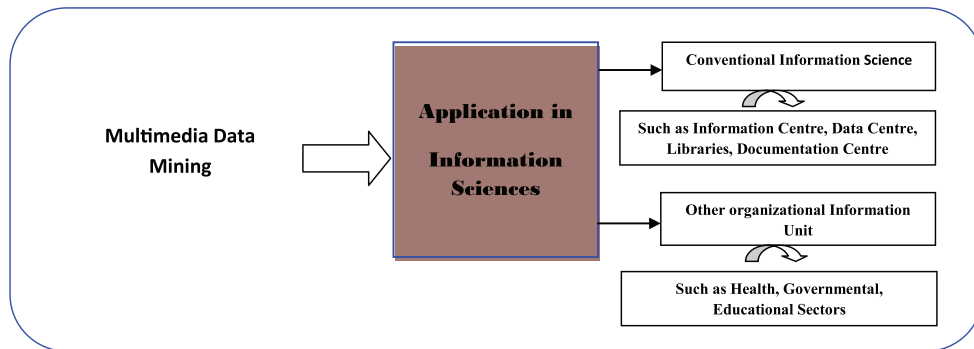 Multimedia Data
Mining
Application in
Information
Sciences
Conventional Information Science
Such as Information Centre, Data Centre,
Libraries, Documentation Centre
Other organizational Information
Unit
Such as Health, Governmental,
Educational Sectors